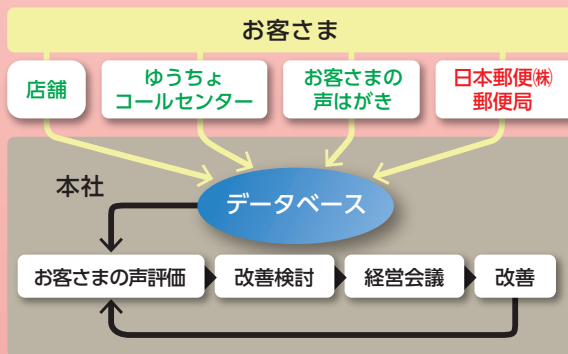 お客さま
店舗
ゆうちょ
コールセンター
お客さまの
声はがき
日本郵便㈱
郵便局
本社
データベース
お客さまの声評価
改善検討
経営会議
改善